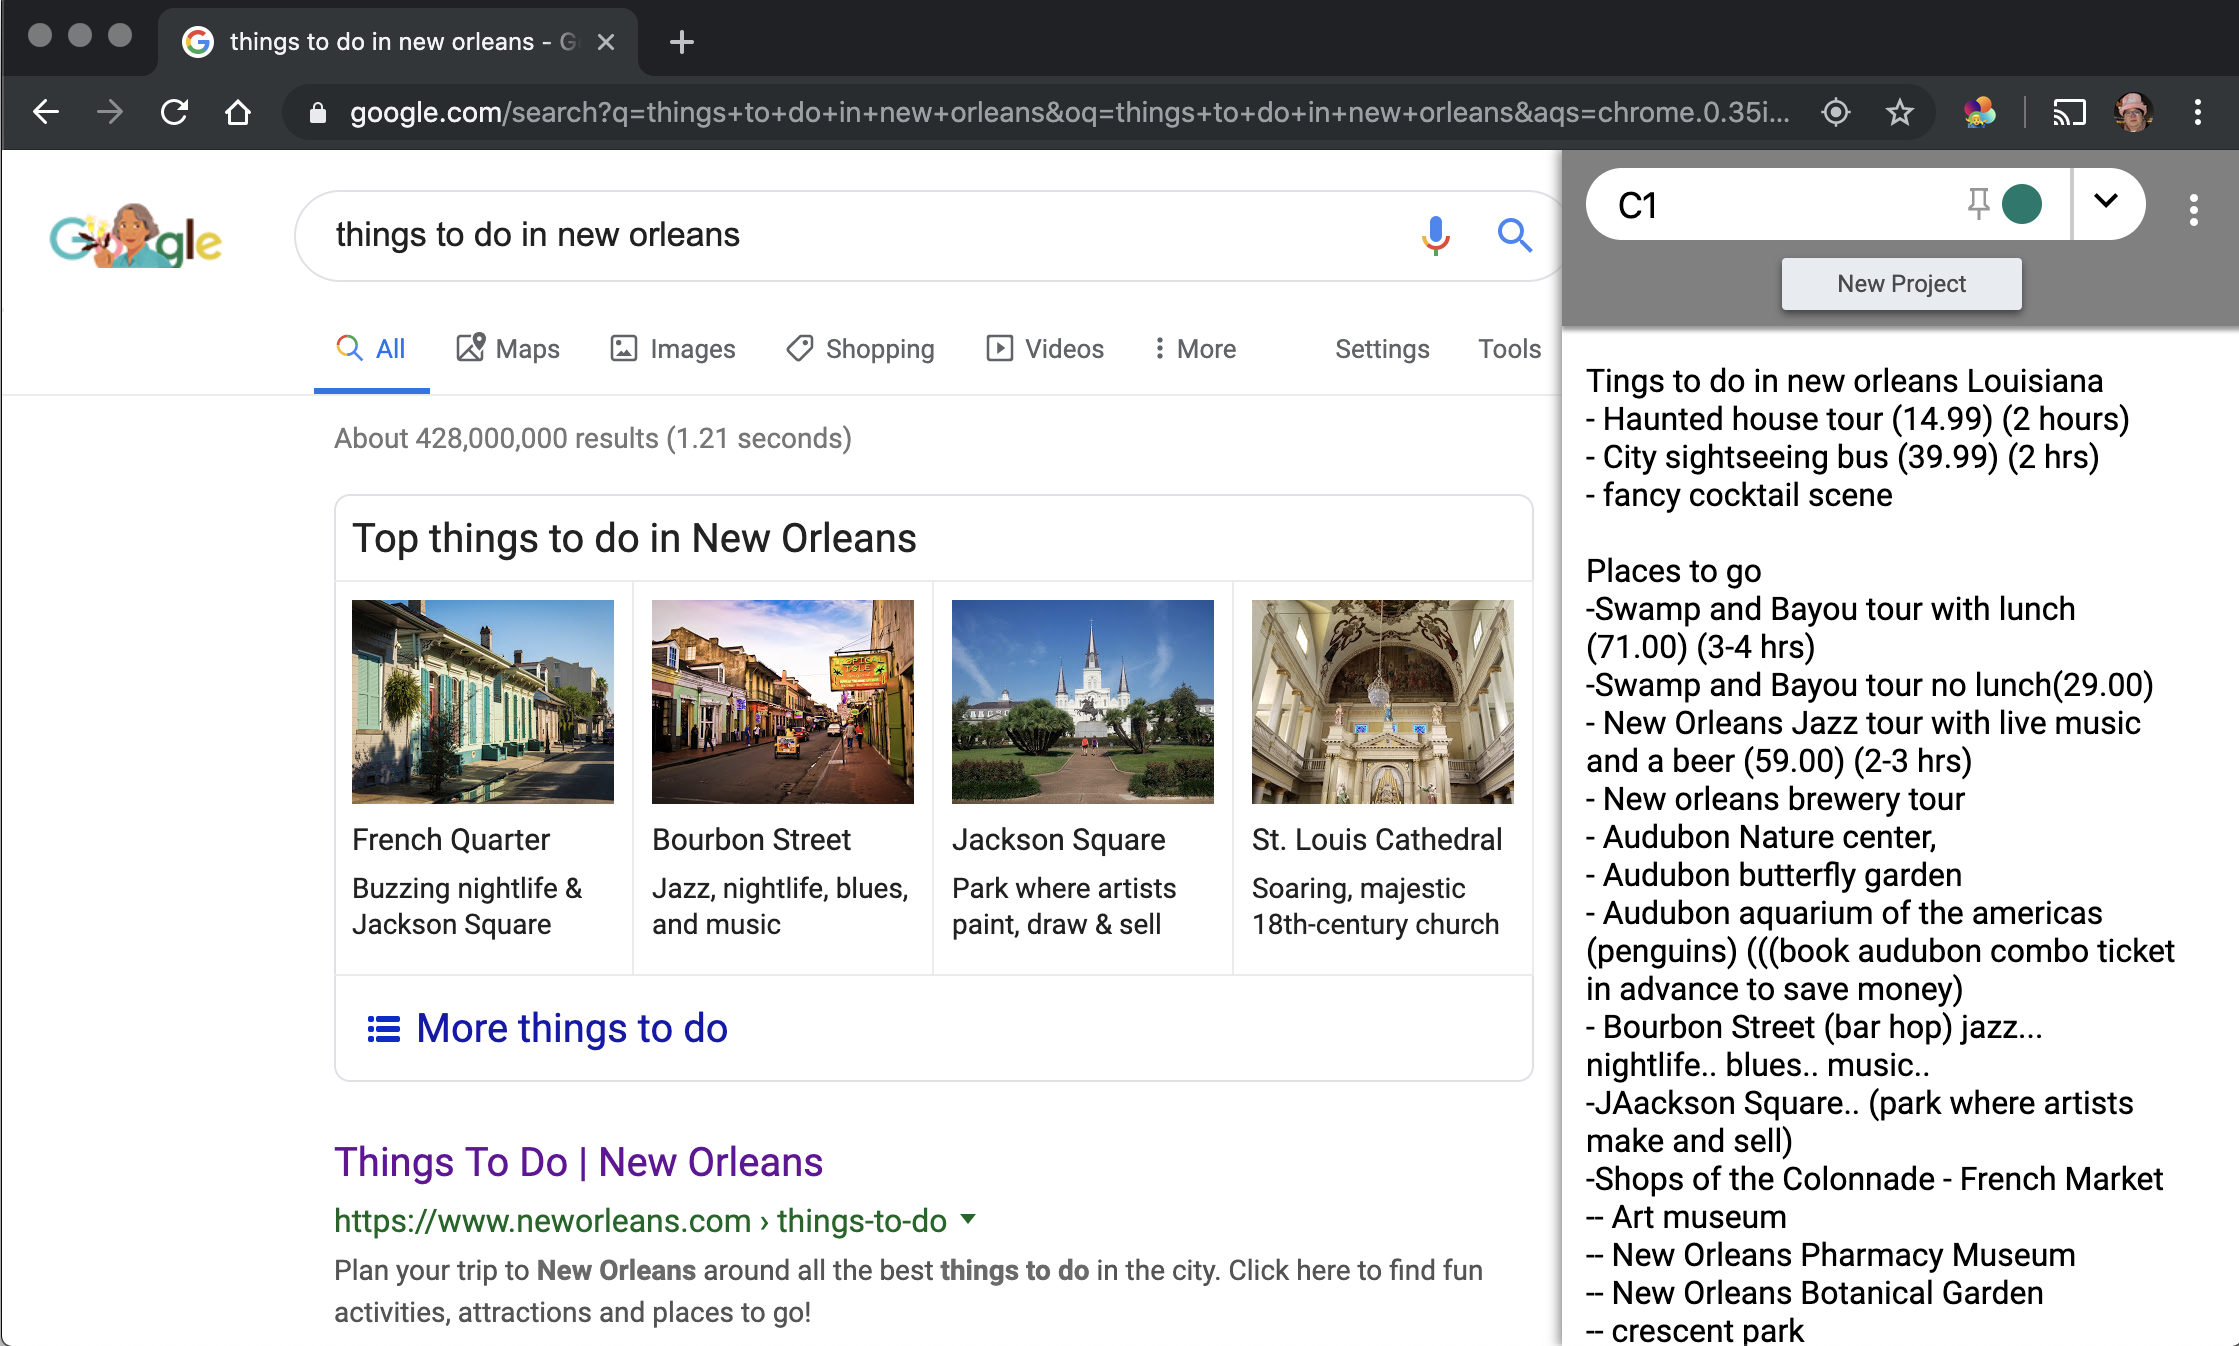 things to do in new orleans - G
google.com/search?q=things+to+do+in+new+orleans&oq=things+to+do+in+new+orleans&aqs=chrome.0.35i...
Google
things to do in new orleans
All Maps Images Shopping Videos More Settings Tools
About 428,000,000 results (1.21 seconds)
Top things to do in New Orleans
TROPICAL
ISLE
French Quarter
Buzzing nightlife &
Jackson Square
Bourbon Street
Jazz, nightlife, blues,
and music
Jackson Square
Park where artists
paint, draw & sell
St. Louis Cathedral
Soaring, majestic
18th-century church
More things to do
Things To Do | New Orleans
https://www.neworleans.com › things-to-do
Plan your trip to New Orleans around all the best things to do in the city. Click here to find fun
activities, attractions and places to go!
C1
New Project
Tings to do in new orleans Louisiana
- Haunted house tour (14.99) (2 hours)
- City sightseeing bus (39.99) (2 hrs)
- fancy cocktail scene
Places to go
-Swamp and Bayou tour with lunch
(71.00) (3-4 hrs)
-Swamp and Bayou tour no lunch(29.00)
- New Orleans Jazz tour with live music
and a beer (59.00) (2-3 hrs)
- New orleans brewery tour
- Audubon Nature center,
- Audubon butterfly garden
- Audubon aquarium of the americas
(penguins) (((book audubon combo ticket
in advance to save money)
- Bourbon Street (bar hop) jazz...
nightlife.. blues.. music..
-JAackson Square.. (park where artists
make and sell)
-Shops of the Colonnade - French Market
-- Art museum
-- New Orleans Pharmacy Museum
-- New Orleans Botanical Garden
-- crescent park